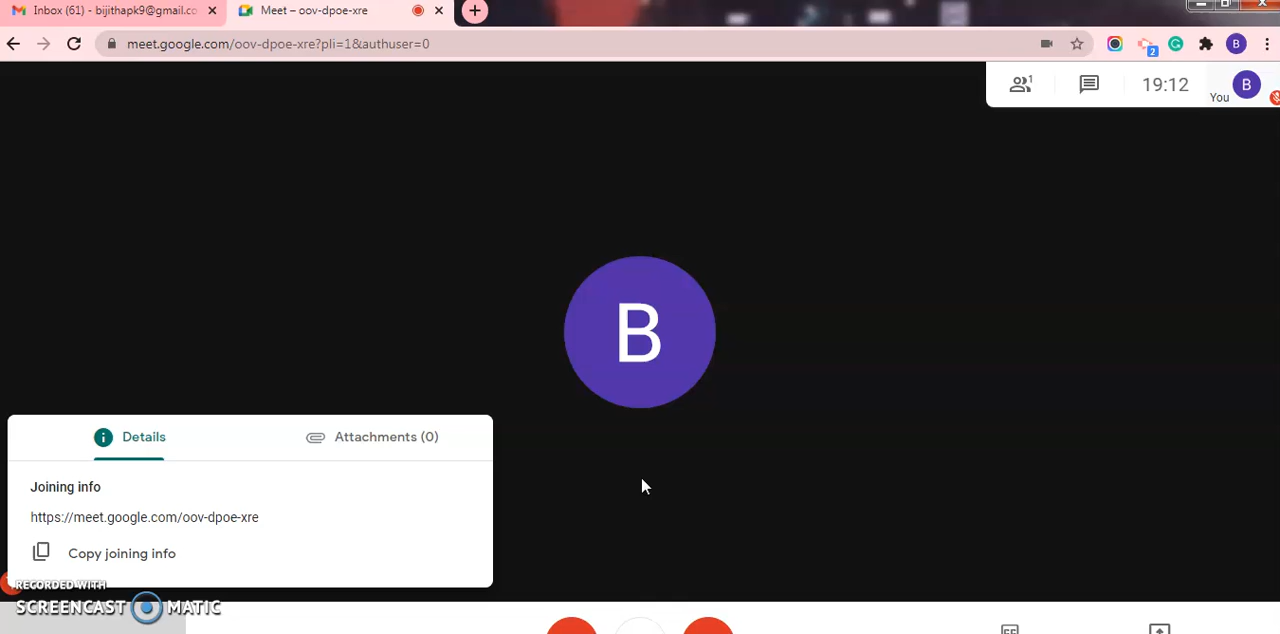 Inbox (61) - bijithapk9@gmail.co
Meet – oov-dpoe-xre
meet.google.com/oov-dpoe-xre?pli=1&authuser=0
2
B
1
19:12
You
B
B
Details
Attachments (0)
Joining info
https://meet.google.com/oov-dpoe-xre
Copy joining info
RECORDED WITH
SCREENCAST MATIC